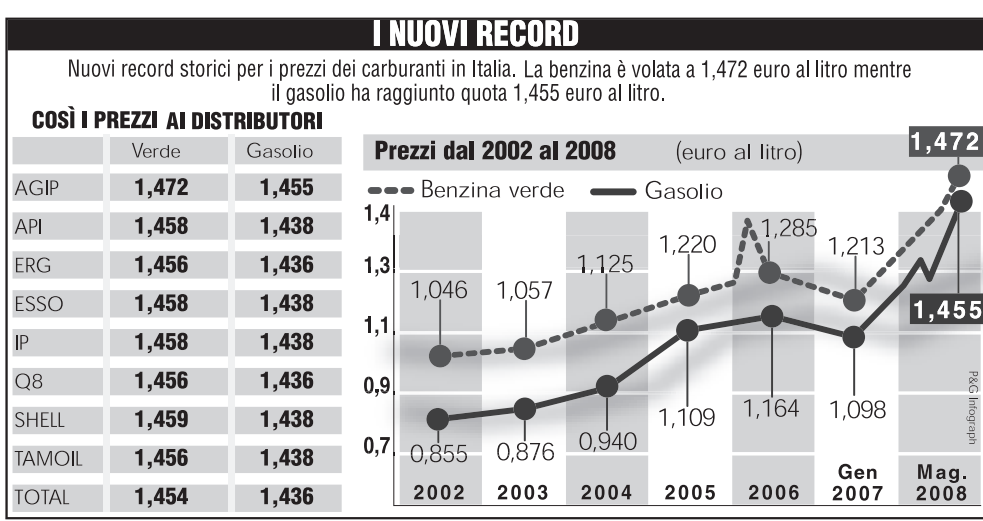 I NUOVI RECORD
Nuovi record storici per i prezzi dei carburanti in Italia. La benzina è volata a 1,472 euro al litro mentre
il gasolio ha raggiunto quota 1,455 euro al litro.
COSÌ I PREZZI AI DISTRIBUTORI
Verde Gasolio
AGIP 1,472 1,455
API 1,458 1,438
ERG 1,456 1,436
ESSO 1,458 1,438
IP 1,458 1,438
Q8 1,456 1,436
SHELL 1,459 1,438
TAMOIL 1,456 1,438
TOTAL 1,454 1,436
Prezzi dal 2002 al 2008 (euro al litro)
Benzina verde Gasolio
1,4
1,3
1,1
0,9
0,7
1,046 1,057 1,125 1,220 1,285 1,213 1,472
0,855 0,876 0,940 1,109 1,164 1,098 1,455
2002 2003 2004 2005 2006 Gen 2007 Mag. 2008
P&G Infograph